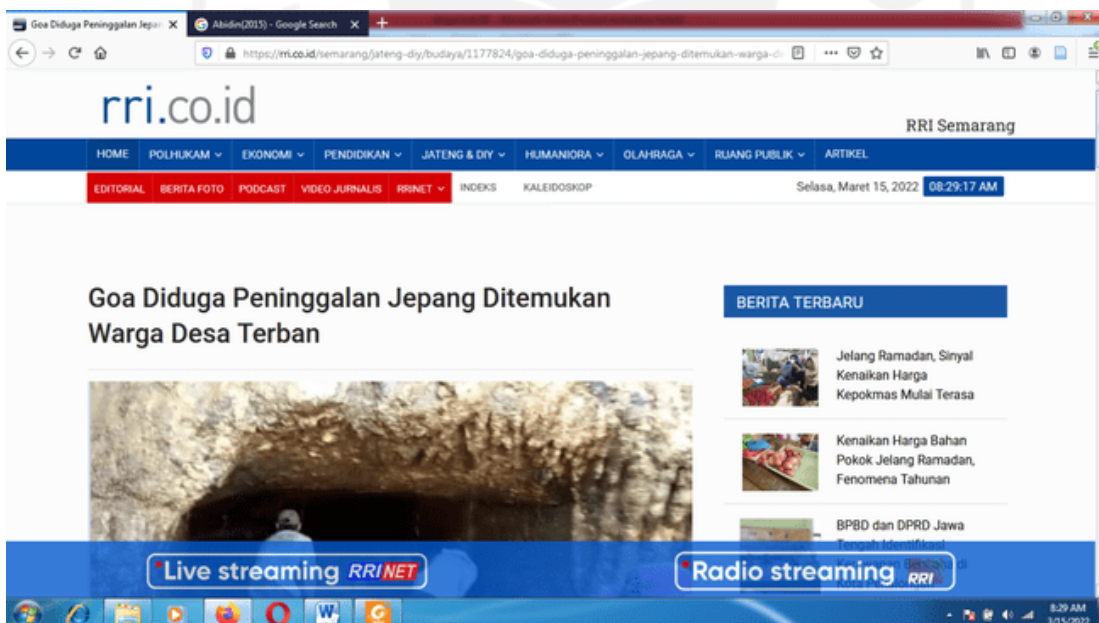 Goa Diduga Peninggalan Jepan
Abidin(2015) - Google Search
https://rri.co.id/semarang/jateng-diy/budaya/1177824/goa-diduga-peninggalan-jepang-ditemukan-warga-d
rri.co.id
RRI Semarang
HOME POLHUKAM EKONOMI PENDIDIKAN JATENG & DIY HUMANIORA OLAHRAGA RUANG PUBLIK ARTIKEL
EDITORIAL BERITA FOTO PODCAST VIDEO JURNALIS RRINET INDEKS KALEIDOSKOP
Selasa, Maret 15, 2022 08:29:17 AM
Goa Diduga Peninggalan Jepang Ditemukan
Warga Desa Terban
BERITA TERBARU
Jelang Ramadan, Sinyal
Kenaikan Harga
Kepokmas Mulai Terasa
Kenaikan Harga Bahan
Pokok Jelang Ramadan,
Fenomena Tahunan
BPBD dan DPRD Jawa
Tengah Identifikasi
Live streaming RRINET
Radio streaming RRI
8:29 AM
3/15/2022